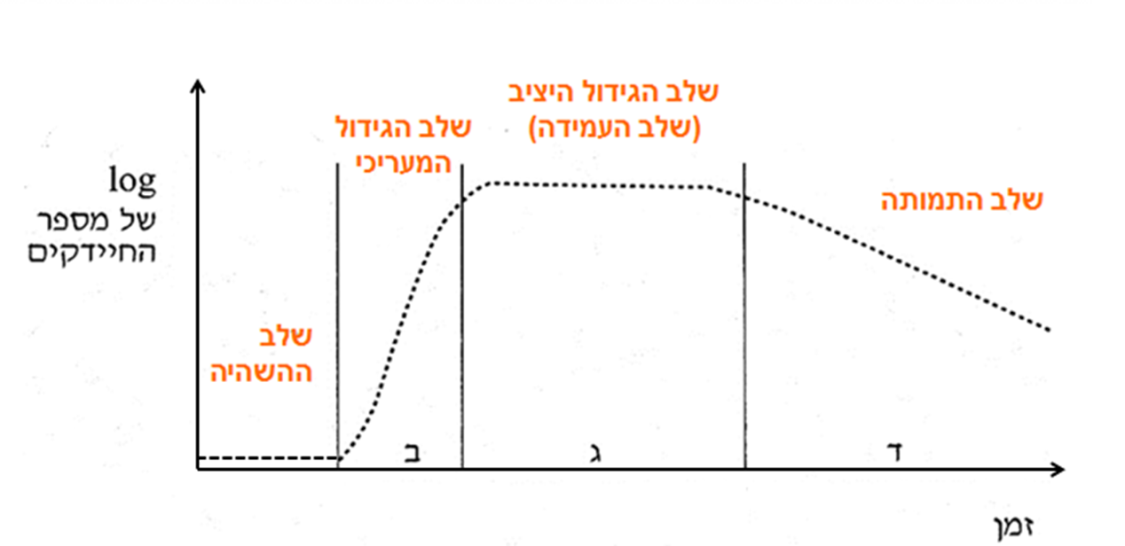 שלב הגידול היציב
(שלב העמידה)
שלב הגידול
המעריכי
שלב התמותה
log
של מספר
החיידקים
שלב
ההשהיה
ב
ג
ד
זמן